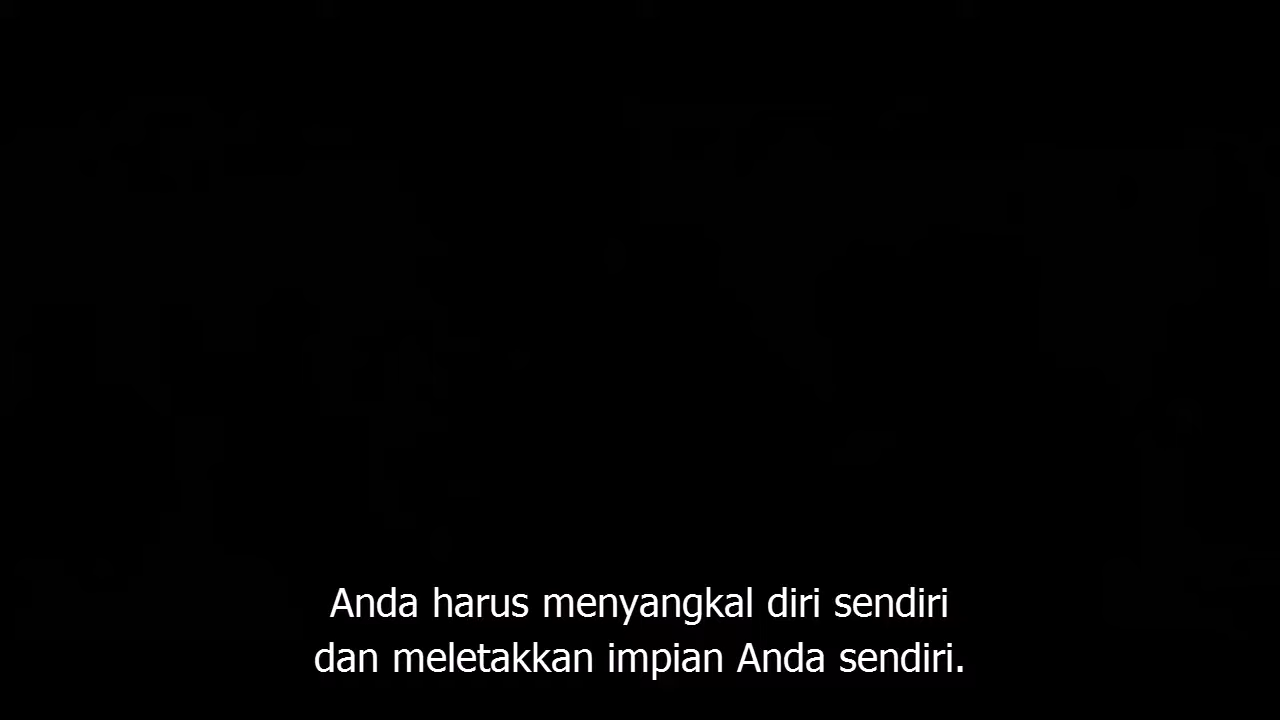 Anda harus menyangkal diri sendiri
dan meletakkan impian Anda sendiri.